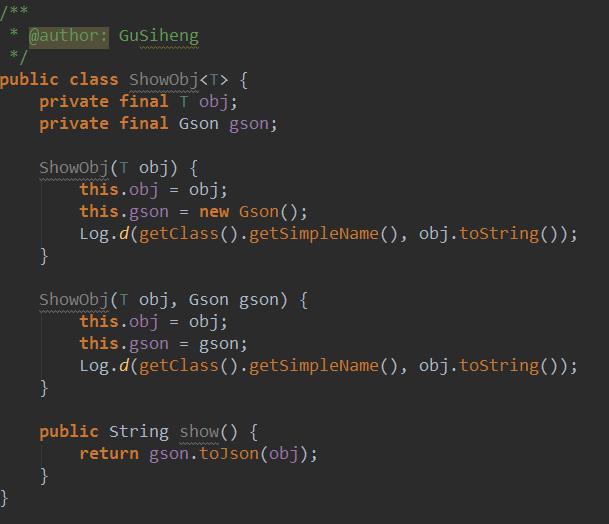 /**
 * @author: GuSiheng
 */
public class ShowObj<T> {
    private final T obj;
    private final Gson gson;

    ShowObj(T obj) {
        this.obj = obj;
        this.gson = new Gson();
        Log.d(getClass().getSimpleName(), obj.toString());
    }

    ShowObj(T obj, Gson gson) {
        this.obj = obj;
        this.gson = gson;
        Log.d(getClass().getSimpleName(), obj.toString());
    }

    public String show() {
        return gson.toJson(obj);
    }
}